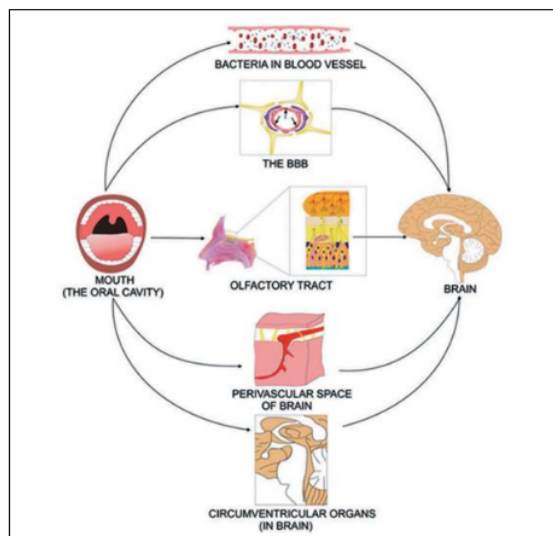 BACTERIA IN BLOOD VESSEL
THE BBB
MOUTH
(THE ORAL CAVITY)
OLFACTORY TRACT
BRAIN
PERIVASCULAR SPACE
OF BRAIN
CIRCUMVENTRICULAR ORGANS
(IN BRAIN)